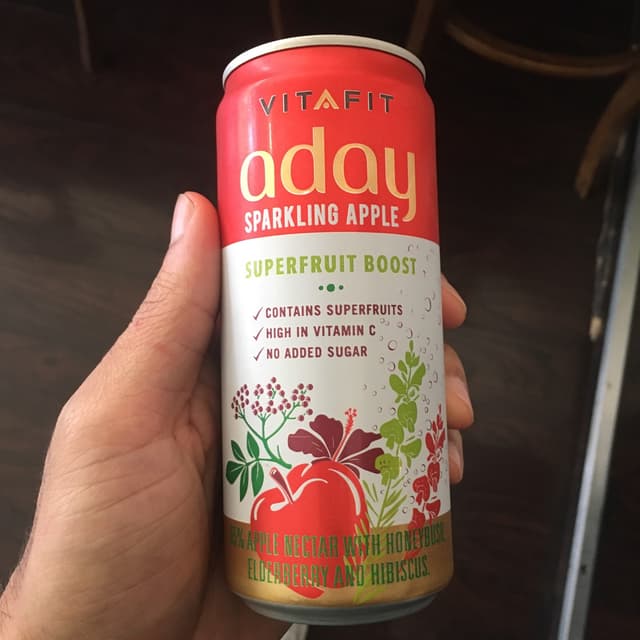 VITAFIT
aday
SPARKLING APPLE
SUPERFRUIT BOOST
✓ CONTAINS SUPERFRUITS
✓ HIGH IN VITAMIN C
✓ NO ADDED SUGAR
APPLE NECTAR WITH HONEYBUSH,
ELDERBERRY AND HIBISCUS.